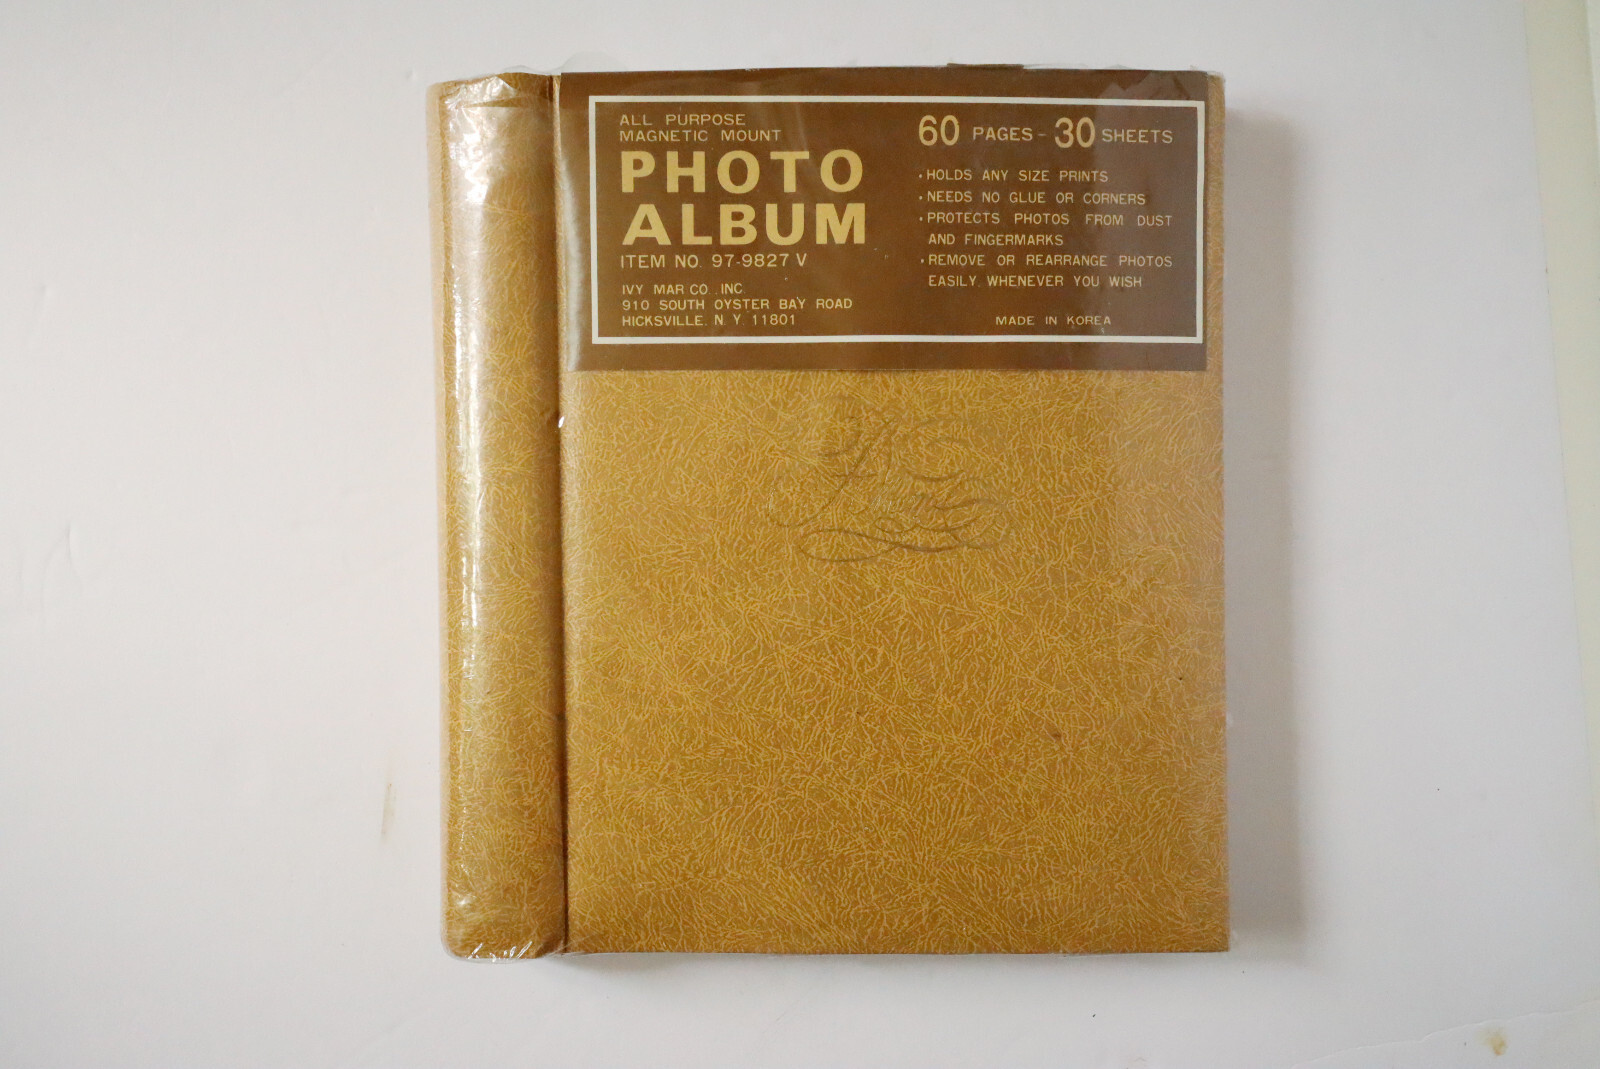 ALL PURPOSE
MAGNETIC MOUNT
PHOTO
ALBUM
ITEM NO. 97-9827 V
IVY MAR CO. INC.
910 SOUTH OYSTER BAY ROAD
HICKSVILLE. N. Y. 11801
60 PAGES - 30 SHEETS
• HOLDS ANY SIZE PRINTS
• NEEDS NO GLUE OR CORNERS
• PROTECTS PHOTOS FROM DUST
AND FINGERMARKS
• REMOVE OR REARRANGE PHOTOS
EASILY. WHENEVER YOU WISH
MADE IN KOREA